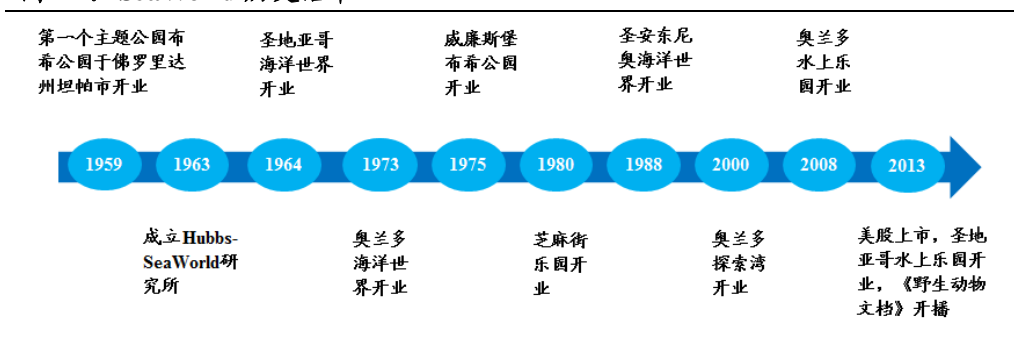 第一个主题公园布
希公园于佛罗里达
州坦帕市开业
圣地亚哥
海洋世界
开业
威廉斯堡
布希公园
开业
圣安东尼
奥海洋世
界开业
奥兰多
水上乐
园开业
1959
1963
1964
1973
1975
1980
1988
2000
2008
2013
成立Hubbs-
SeaWorld研
究所
奥兰多
海洋世
界开业
芝麻街
乐园开
业
奥兰多
探索湾
开业
美股上市，圣地
亚哥水上乐园开
业，《野生动物
文档》开播